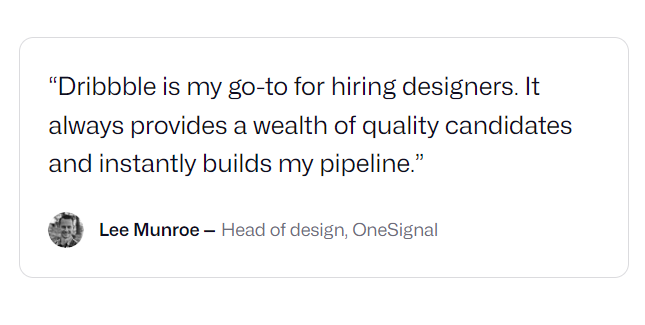 “Dribbble is my go-to for hiring designers. It
always provides a wealth of quality candidates
and instantly builds my pipeline.”
Lee Munroe — Head of design, OneSignal